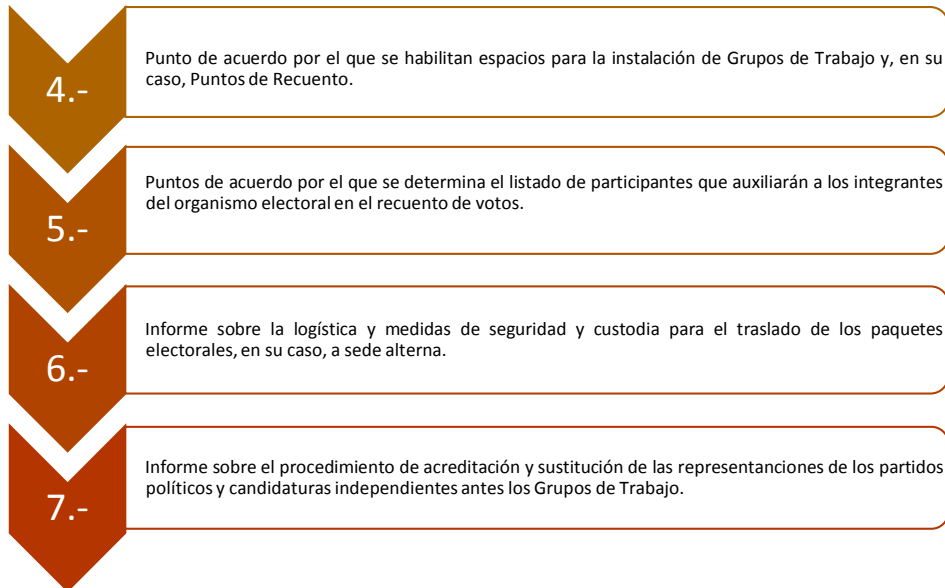 4.-
Punto de acuerdo por el que se habilitan espacios para la instalación de Grupos de Trabajo y, en su
caso, Puntos de Recuento.
5.-
Puntos de acuerdo por el que se determina el listado de participantes que auxiliarán a los integrantes
del organismo electoral en el recuento de votos.
6.-
Informe sobre la logística y medidas de seguridad y custodia para el traslado de los paquetes
electorales, en su caso, a sede alterna.
7.-
Informe sobre el procedimiento de acreditación y sustitución de las representanciones de los partidos
políticos y candidaturas independientes antes los Grupos de Trabajo.